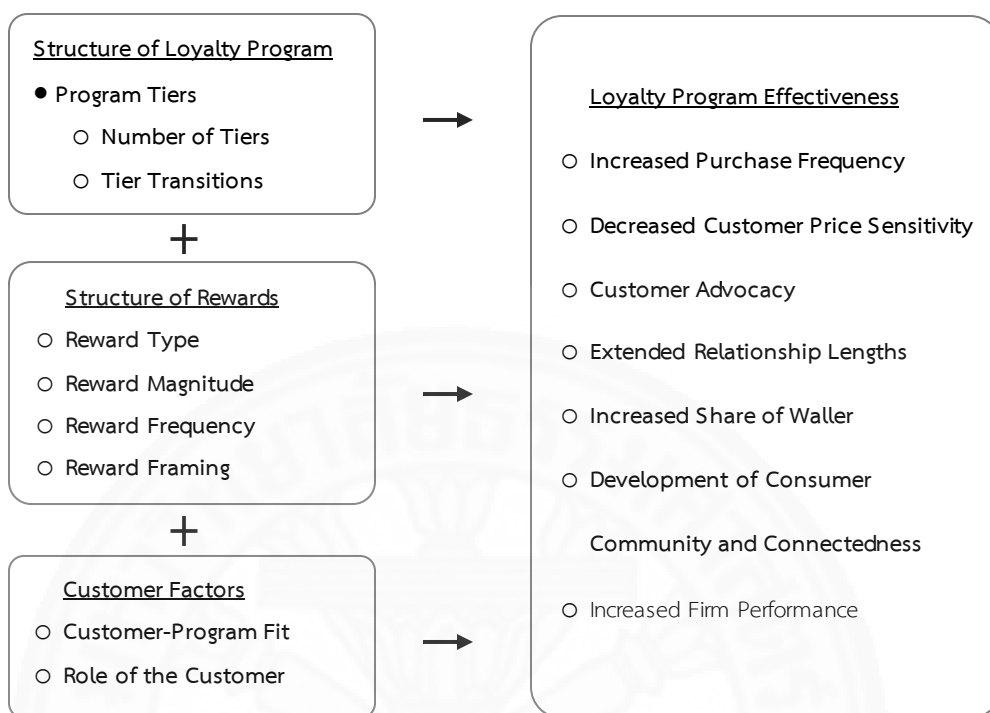 Structure of Loyalty Program
● Program Tiers
○ Number of Tiers
○ Tier Transitions
+
Structure of Rewards
○ Reward Type
○ Reward Magnitude
○ Reward Frequency
○ Reward Framing
+
Customer Factors
○ Customer-Program Fit
○ Role of the Customer
Loyalty Program Effectiveness
○ Increased Purchase Frequency
○ Decreased Customer Price Sensitivity
○ Customer Advocacy
○ Extended Relationship Lengths
○ Increased Share of Waller
○ Development of Consumer
Community and Connectedness
○ Increased Firm Performance